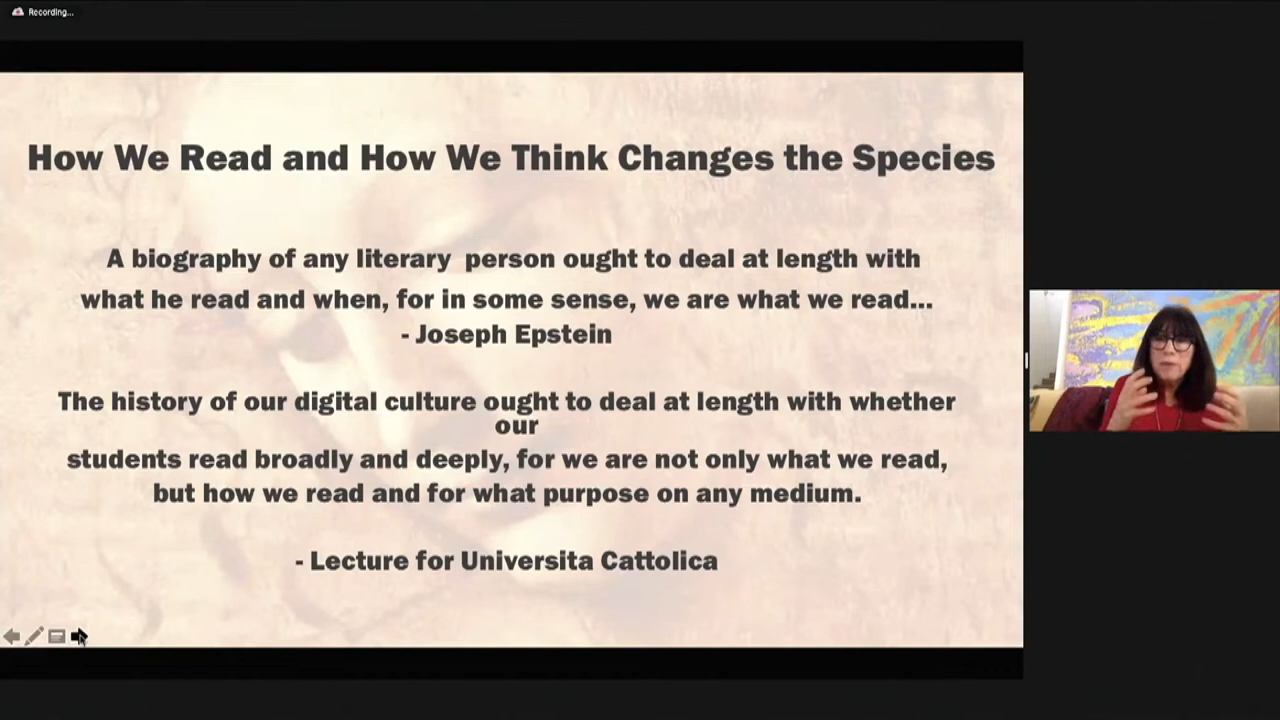 Recording...
How We Read and How We Think Changes the Species
A biography of any literary person ought to deal at length with
what he read and when, for in some sense, we are what we read...
- Joseph Epstein
The history of our digital culture ought to deal at length with whether
our
students read broadly and deeply, for we are not only what we read,
but how we read and for what purpose on any medium.
- Lecture for Universita Cattolica